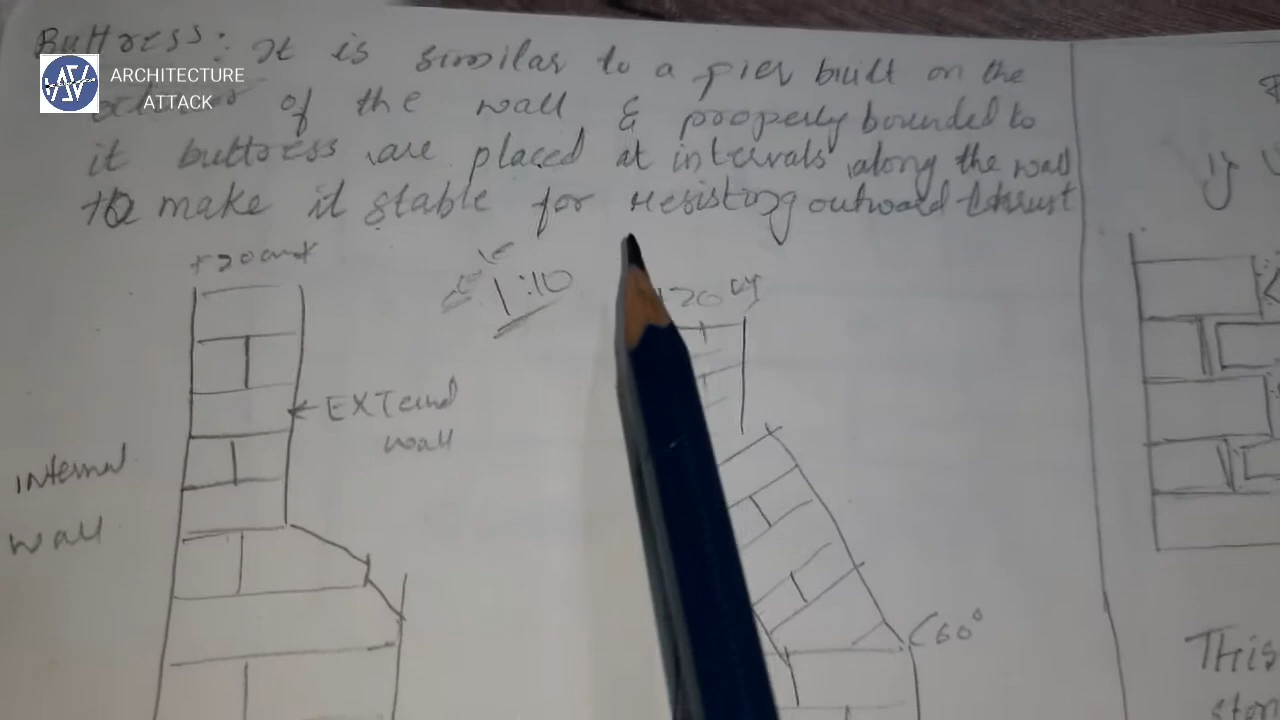 Buttress: It is similar to a pier built on the
ARCHITECTURE
ATTACK
of the wall & properly bounded to
it buttress are placed at intervals along the wall
to make it stable for resisting outward thrust
1:10
EXTernal
wall
internal
wall
60°
This